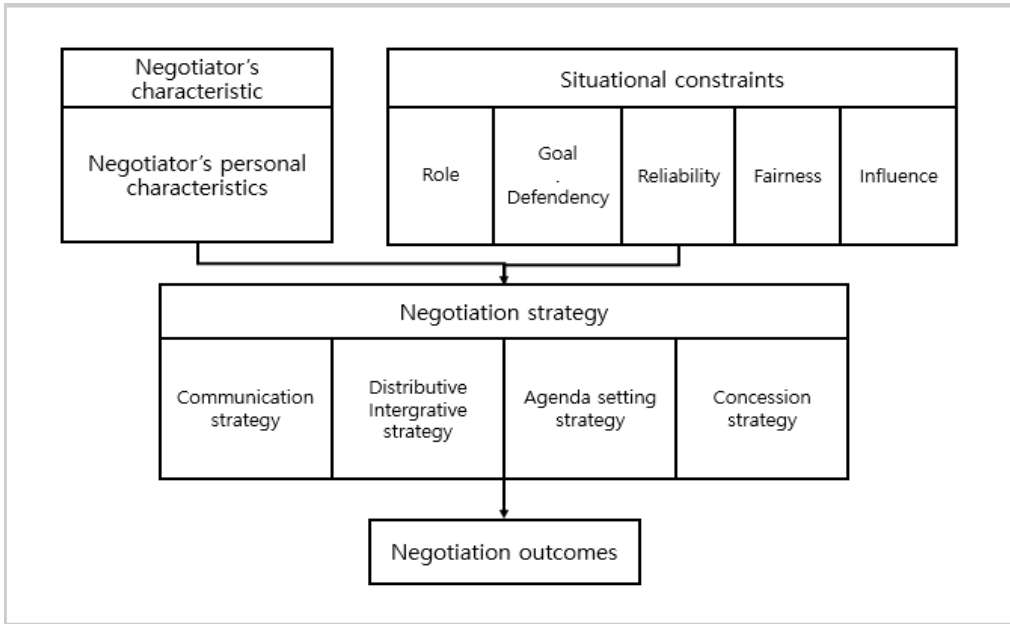 Negotiator's
characteristic
Negotiator's personal
characteristics
Situational constraints
Role
Goal
.
Defendency
Reliability
Fairness
Influence
Negotiation strategy
Communication
strategy
Distributive
Intergrative
strategy
Agenda setting
strategy
Concession
strategy
Negotiation outcomes